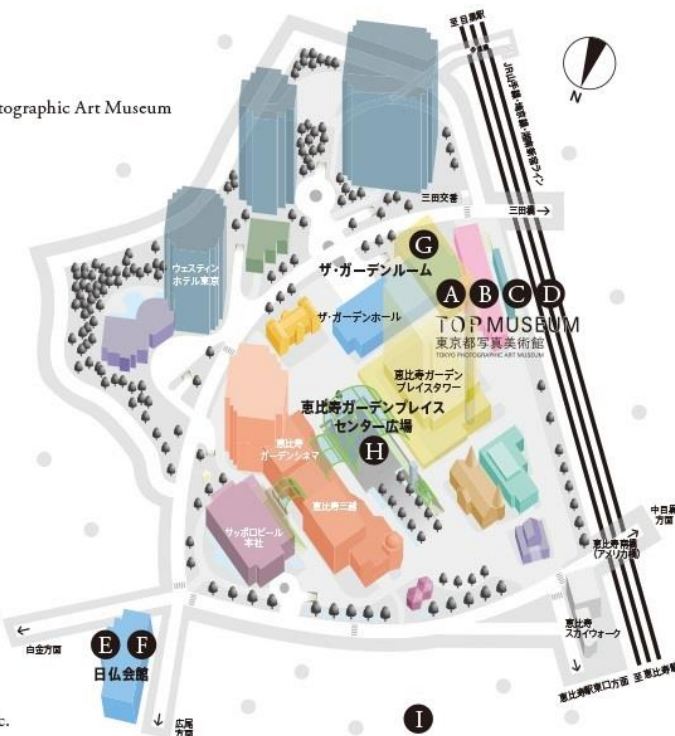 至目黒駅
N
tographic Art Museum
JR山手線・埼京線・湘南新宿ライン
三田交番
三田橋→
G
ザ・ガーデンルーム
ウェスティン
ホテル東京
A B C D
ザ・ガーデンホール
TOP MUSEUM
東京都写真美術館
TOKYO PHOTOGRAPHIC ART MUSEUM
恵比寿ガーデン
プレイスタワー
恵比寿ガーデンプレイス
センター広場
H
恵比寿
ガーデンシネマ
恵比寿三越
サッポロビール
本社
中目黒
方面
恵比寿南橋
(アメリカ橋)
恵比寿
スカイウォーク
←
白金方面
E F
日仏会館
恵比寿駅東口方面
至恵比寿
広尾
方面
I
c.